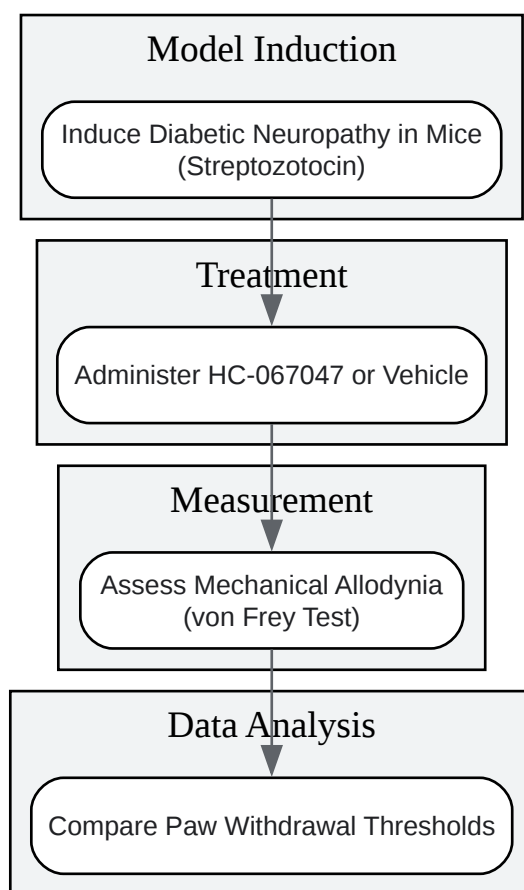 Model Induction
Induce Diabetic Neuropathy in Mice
(Streptozotocin)
Treatment
Administer HC-067047 or Vehicle
Measurement
Assess Mechanical Allodynia
(von Frey Test)
Data Analysis
Compare Paw Withdrawal Thresholds